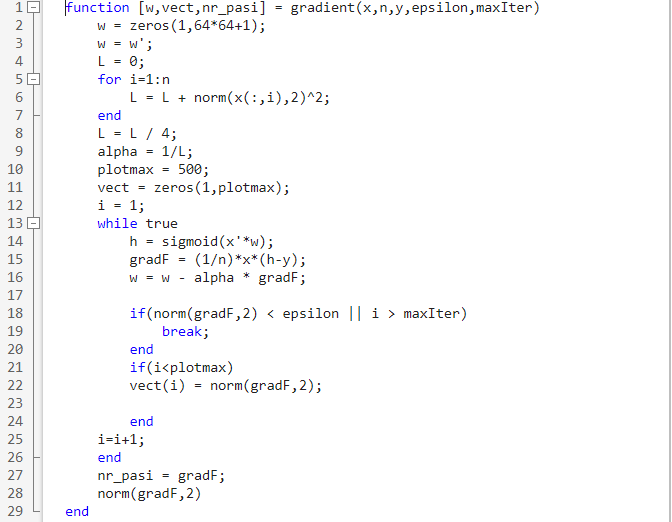 1 function [w,vect,nr_pasi] = gradient(x,n,y,epsilon,maxIter)
2 w = zeros(1,64*64+1);
3 w = w';
4 L = 0;
5 for i=1:n
6 L = L + norm(x(:,i),2)^2;
7 end
8 L = L / 4;
9 alpha = 1/L;
10 plotmax = 500;
11 vect = zeros(1,plotmax);
12 i = 1;
13 while true
14 h = sigmoid(x'*w);
15 gradF = (1/n)*x*(h-y);
16 w = w - alpha * gradF;
17
18 if(norm(gradF,2) < epsilon || i > maxIter)
19 break;
20 end
21 if(i<plotmax)
22 vect(i) = norm(gradF,2);
23
24 end
25 i=i+1;
26 end
27 nr_pasi = gradF;
28 norm(gradF,2)
29 end